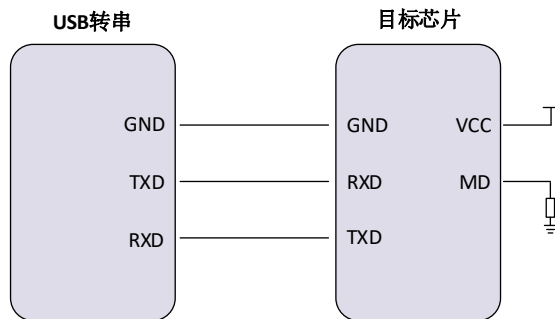 USB转串
目标芯片
GND
GND
VCC
TXD
RXD
MD
RXD
TXD